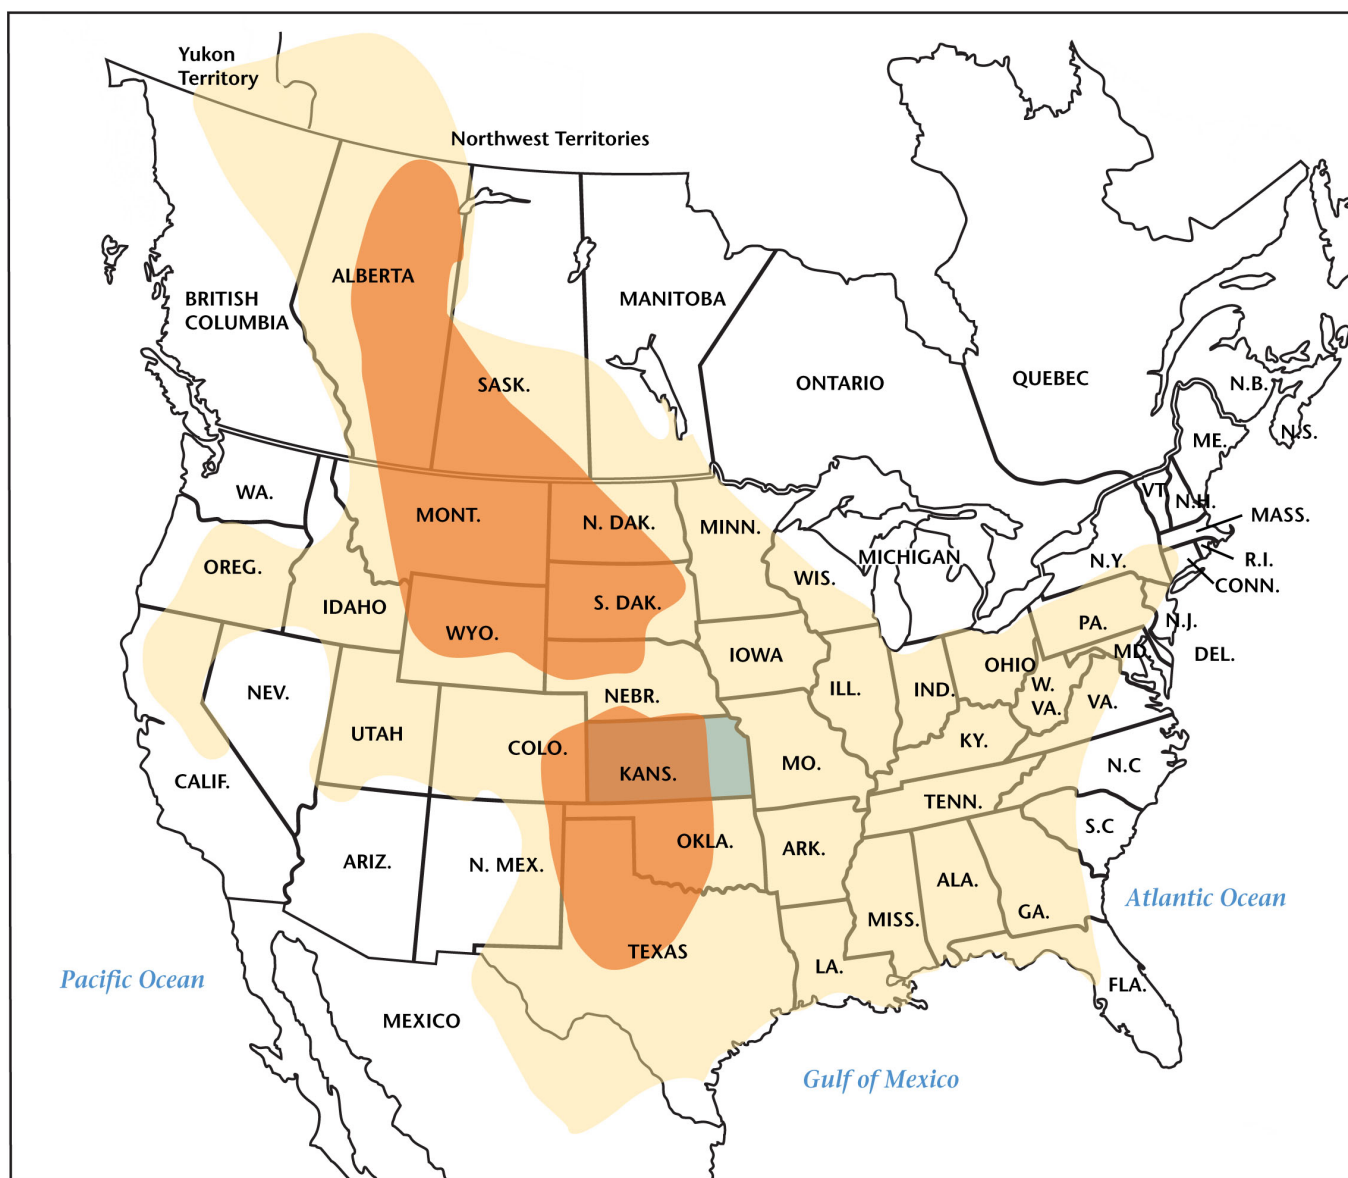 Yukon
Territory
Northwest Territories
ALBERTA
BRITISH
COLUMBIA
MANITOBA
SASK.
ONTARIO
QUEBEC
N.B.
N.S.
ME.
WA.
VT
N.H.
MASS.
MONT.
N. DAK.
MINN.
MICHIGAN
N.Y.
R.I.
CONN.
OREG.
IDAHO
WIS.
S. DAK.
WYO.
PA.
N.J.
MD.
DEL.
IOWA
OHIO
NEV.
NEBR.
ILL.
IND.
W.
VA.
VA.
UTAH
COLO.
KY.
CALIF.
KANS.
MO.
N.C
TENN.
S.C
ARIZ.
N. MEX.
OKLA.
ARK.
ALA.
MISS.
GA.
Atlantic Ocean
TEXAS
LA.
FLA.
Pacific Ocean
MEXICO
Gulf of Mexico